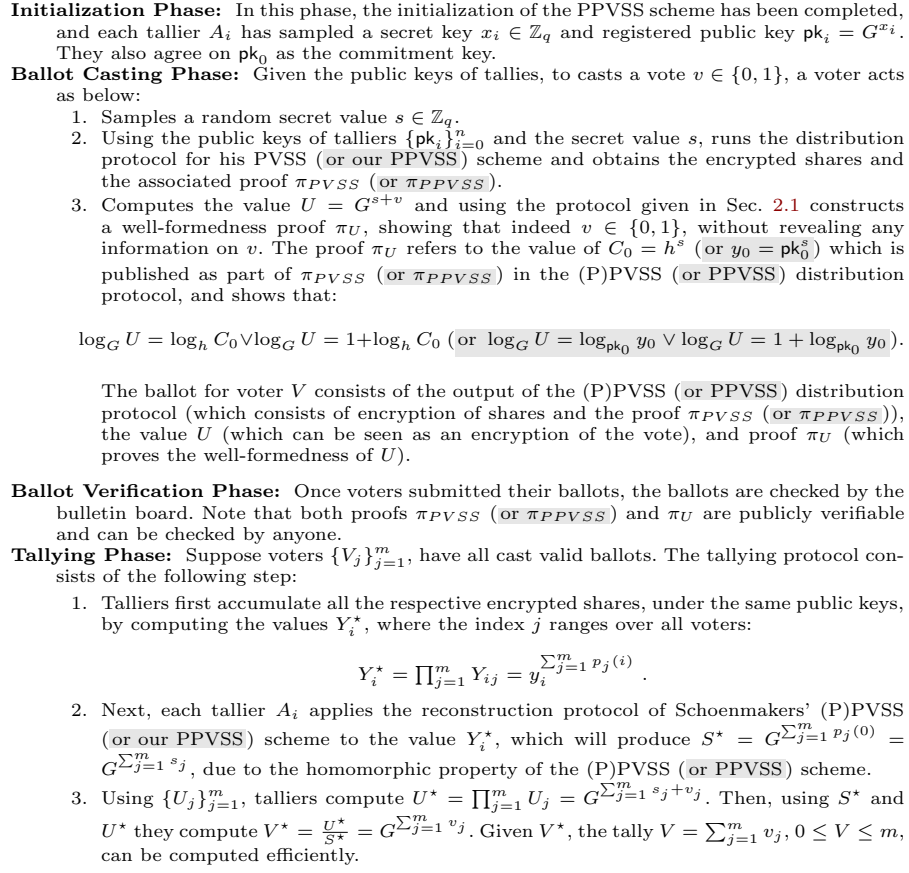 Initialization Phase: In this phase, the initialization of the PPVSS scheme has been completed,
and each tallier A_i has sampled a secret key x_i ∈ ℤ_q and registered public key pk_i = G^{x_i}.
They also agree on pk_0 as the commitment key.
Ballot Casting Phase: Given the public keys of tallies, to casts a vote v ∈ {0, 1}, a voter acts
as below:
1. Samples a random secret value s ∈ ℤ_q.
2. Using the public keys of talliers {pk_i}_{i=0}^n and the secret value s, runs the distribution
protocol for his PVSS (or our PPVSS) scheme and obtains the encrypted shares and
the associated proof π_{PVSS} (or π_{PPVSS}).
3. Computes the value U = G^{s+v} and using the protocol given in Sec. 2.1 constructs
a well-formedness proof π_U, showing that indeed v ∈ {0, 1}, without revealing any
information on v. The proof π_U refers to the value of C_0 = h^s (or y_0 = pk_0^s) which is
published as part of π_{PVSS} (or π_{PPVSS}) in the (P)PVSS (or PPVSS) distribution
protocol, and shows that:
log_G U = log_h C_0 ∨ log_G U = 1 + log_h C_0 (or log_G U = log_{pk_0} y_0 ∨ log_G U = 1 + log_{pk_0} y_0).
The ballot for voter V consists of the output of the (P)PVSS (or PPVSS) distribution
protocol (which consists of encryption of shares and the proof π_{PVSS} (or π_{PPVSS})),
the value U (which can be seen as an encryption of the vote), and proof π_U (which
proves the well-formedness of U).
Ballot Verification Phase: Once voters submitted their ballots, the ballots are checked by the
bulletin board. Note that both proofs π_{PVSS} (or π_{PPVSS}) and π_U are publicly verifiable
and can be checked by anyone.
Tallying Phase: Suppose voters {V_j}_{j=1}^m, have all cast valid ballots. The tallying protocol con-
sists of the following step:
1. Talliers first accumulate all the respective encrypted shares, under the same public keys,
by computing the values Y_i^⋆, where the index j ranges over all voters:
Y_i^⋆ = ∏_{j=1}^m Y_{ij} = y_i^{∑_{j=1}^m p_j(i)} .
2. Next, each tallier A_i applies the reconstruction protocol of Schoenmakers' (P)PVSS
(or our PPVSS) scheme to the value Y_i^⋆, which will produce S^⋆ = G^{∑_{j=1}^m p_j(0)} =
G^{∑_{j=1}^m s_j}, due to the homomorphic property of the (P)PVSS (or PPVSS) scheme.
3. Using {U_j}_{j=1}^m, talliers compute U^⋆ = ∏_{j=1}^m U_j = G^{∑_{j=1}^m s_j+v_j}. Then, using S^⋆ and
U^⋆ they compute V^⋆ = U^⋆/S^⋆ = G^{∑_{j=1}^m v_j}. Given V^⋆, the tally V = ∑_{j=1}^m v_j, 0 ≤ V ≤ m,
can be computed efficiently.